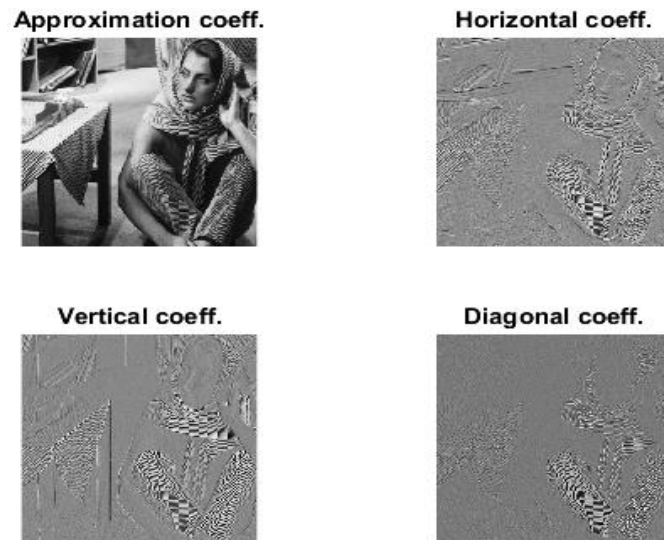 Approximation coeff.
Horizontal coeff.
Vertical coeff.
Diagonal coeff.